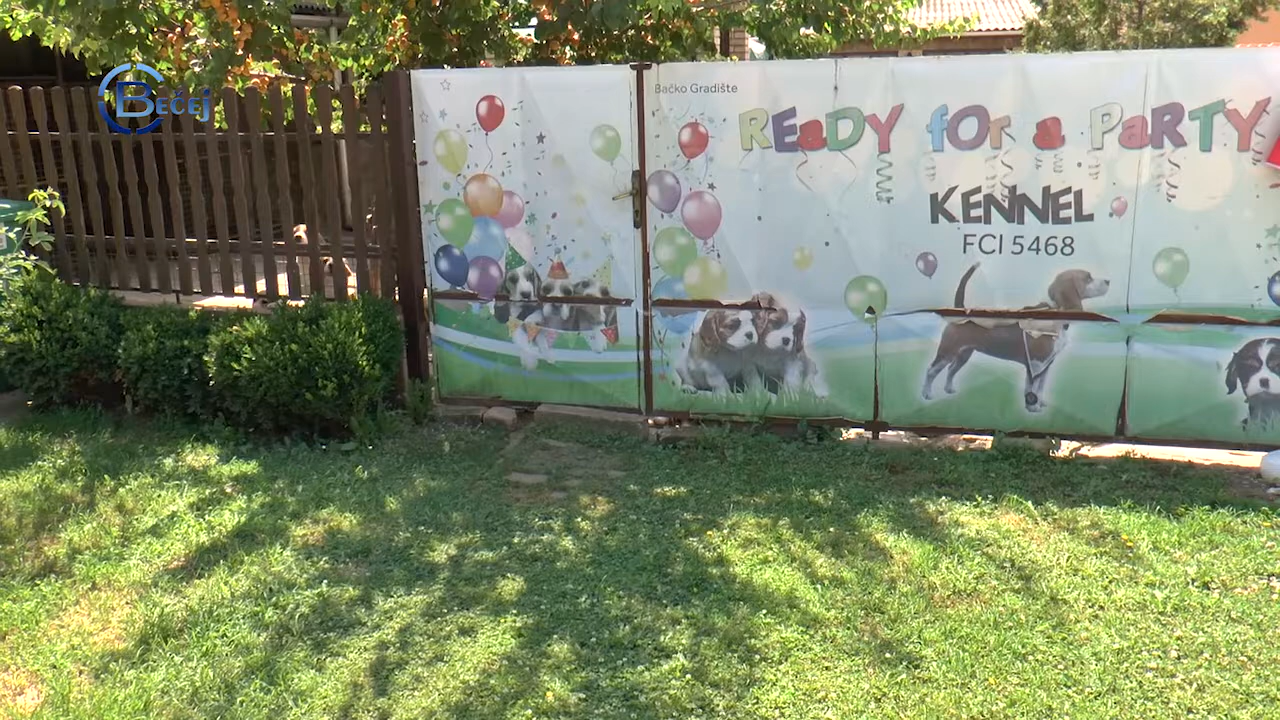 BEČEJ
Bačko Gradište
READY fOr a PaRTY
KENNEL
FCI 5468